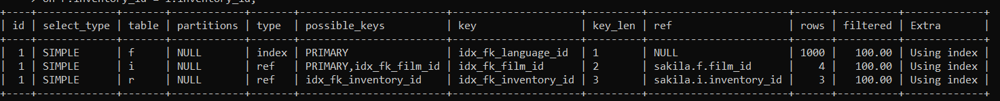 > on r.inventory_id = i.inventory_id;
+----+-------------+-------+------------+-------+------------------------+---------------------+---------+-----------------------+------+----------+-------------+
| id | select_type | table | partitions | type  | possible_keys          | key                 | key_len | ref                   | rows | filtered | Extra       |
+----+-------------+-------+------------+-------+------------------------+---------------------+---------+-----------------------+------+----------+-------------+
| 1 | SIMPLE      | f     | NULL       | index | PRIMARY                | idx_fk_language_id  | 1       | NULL                  | 1000 | 100.00 | Using index |
| 1 | SIMPLE      | i     | NULL       | ref   | PRIMARY,idx_fk_film_id | idx_fk_film_id      | 2       | sakila.f.film_id      | 4 | 100.00 | Using index |
| 1 | SIMPLE      | r     | NULL       | ref   | idx_fk_inventory_id    | idx_fk_inventory_id | 3       | sakila.i.inventory_id | 3 | 100.00 | Using index |
+----+-------------+-------+------------+-------+------------------------+---------------------+---------+-----------------------+------+----------+-------------+